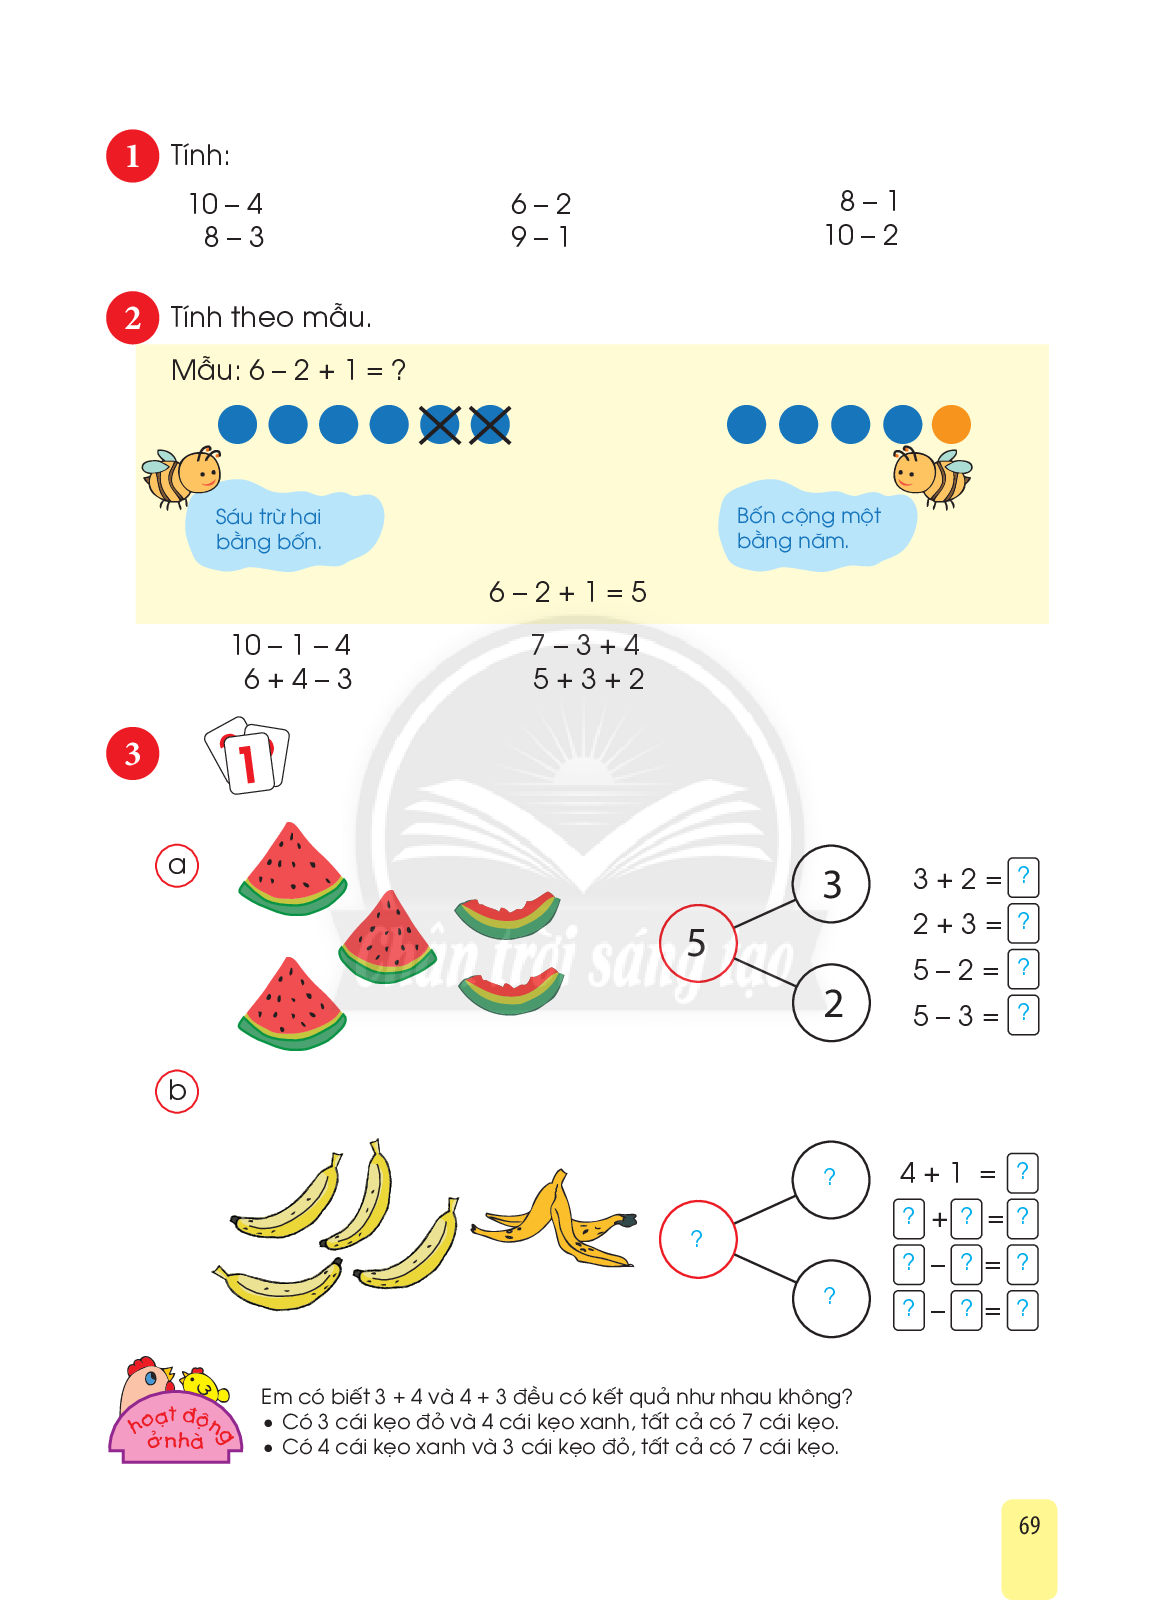 1 Tính:
10 – 4 6 – 2 8 – 1
8 – 3 9 – 1 10 – 2
2 Tính theo mẫu.
Mẫu: 6 – 2 + 1 = ?
Sáu trừ hai
bằng bốn.
Bốn cộng một
bằng năm.
6 – 2 + 1 = 5
10 – 1 – 4 7 – 3 + 4
6 + 4 – 3 5 + 3 + 2
3
1
a
5
3
2
3 + 2 = ?
2 + 3 = ?
5 – 2 = ?
5 – 3 = ?
Chân trời sáng tạo
b
?
?
?
4 + 1 = ?
? + ? = ?
? – ? = ?
? – ? = ?
hoạt động
ở nhà
Em có biết 3 + 4 và 4 + 3 đều có kết quả như nhau không?
• Có 3 cái kẹo đỏ và 4 cái kẹo xanh, tất cả có 7 cái kẹo.
• Có 4 cái kẹo xanh và 3 cái kẹo đỏ, tất cả có 7 cái kẹo.
69